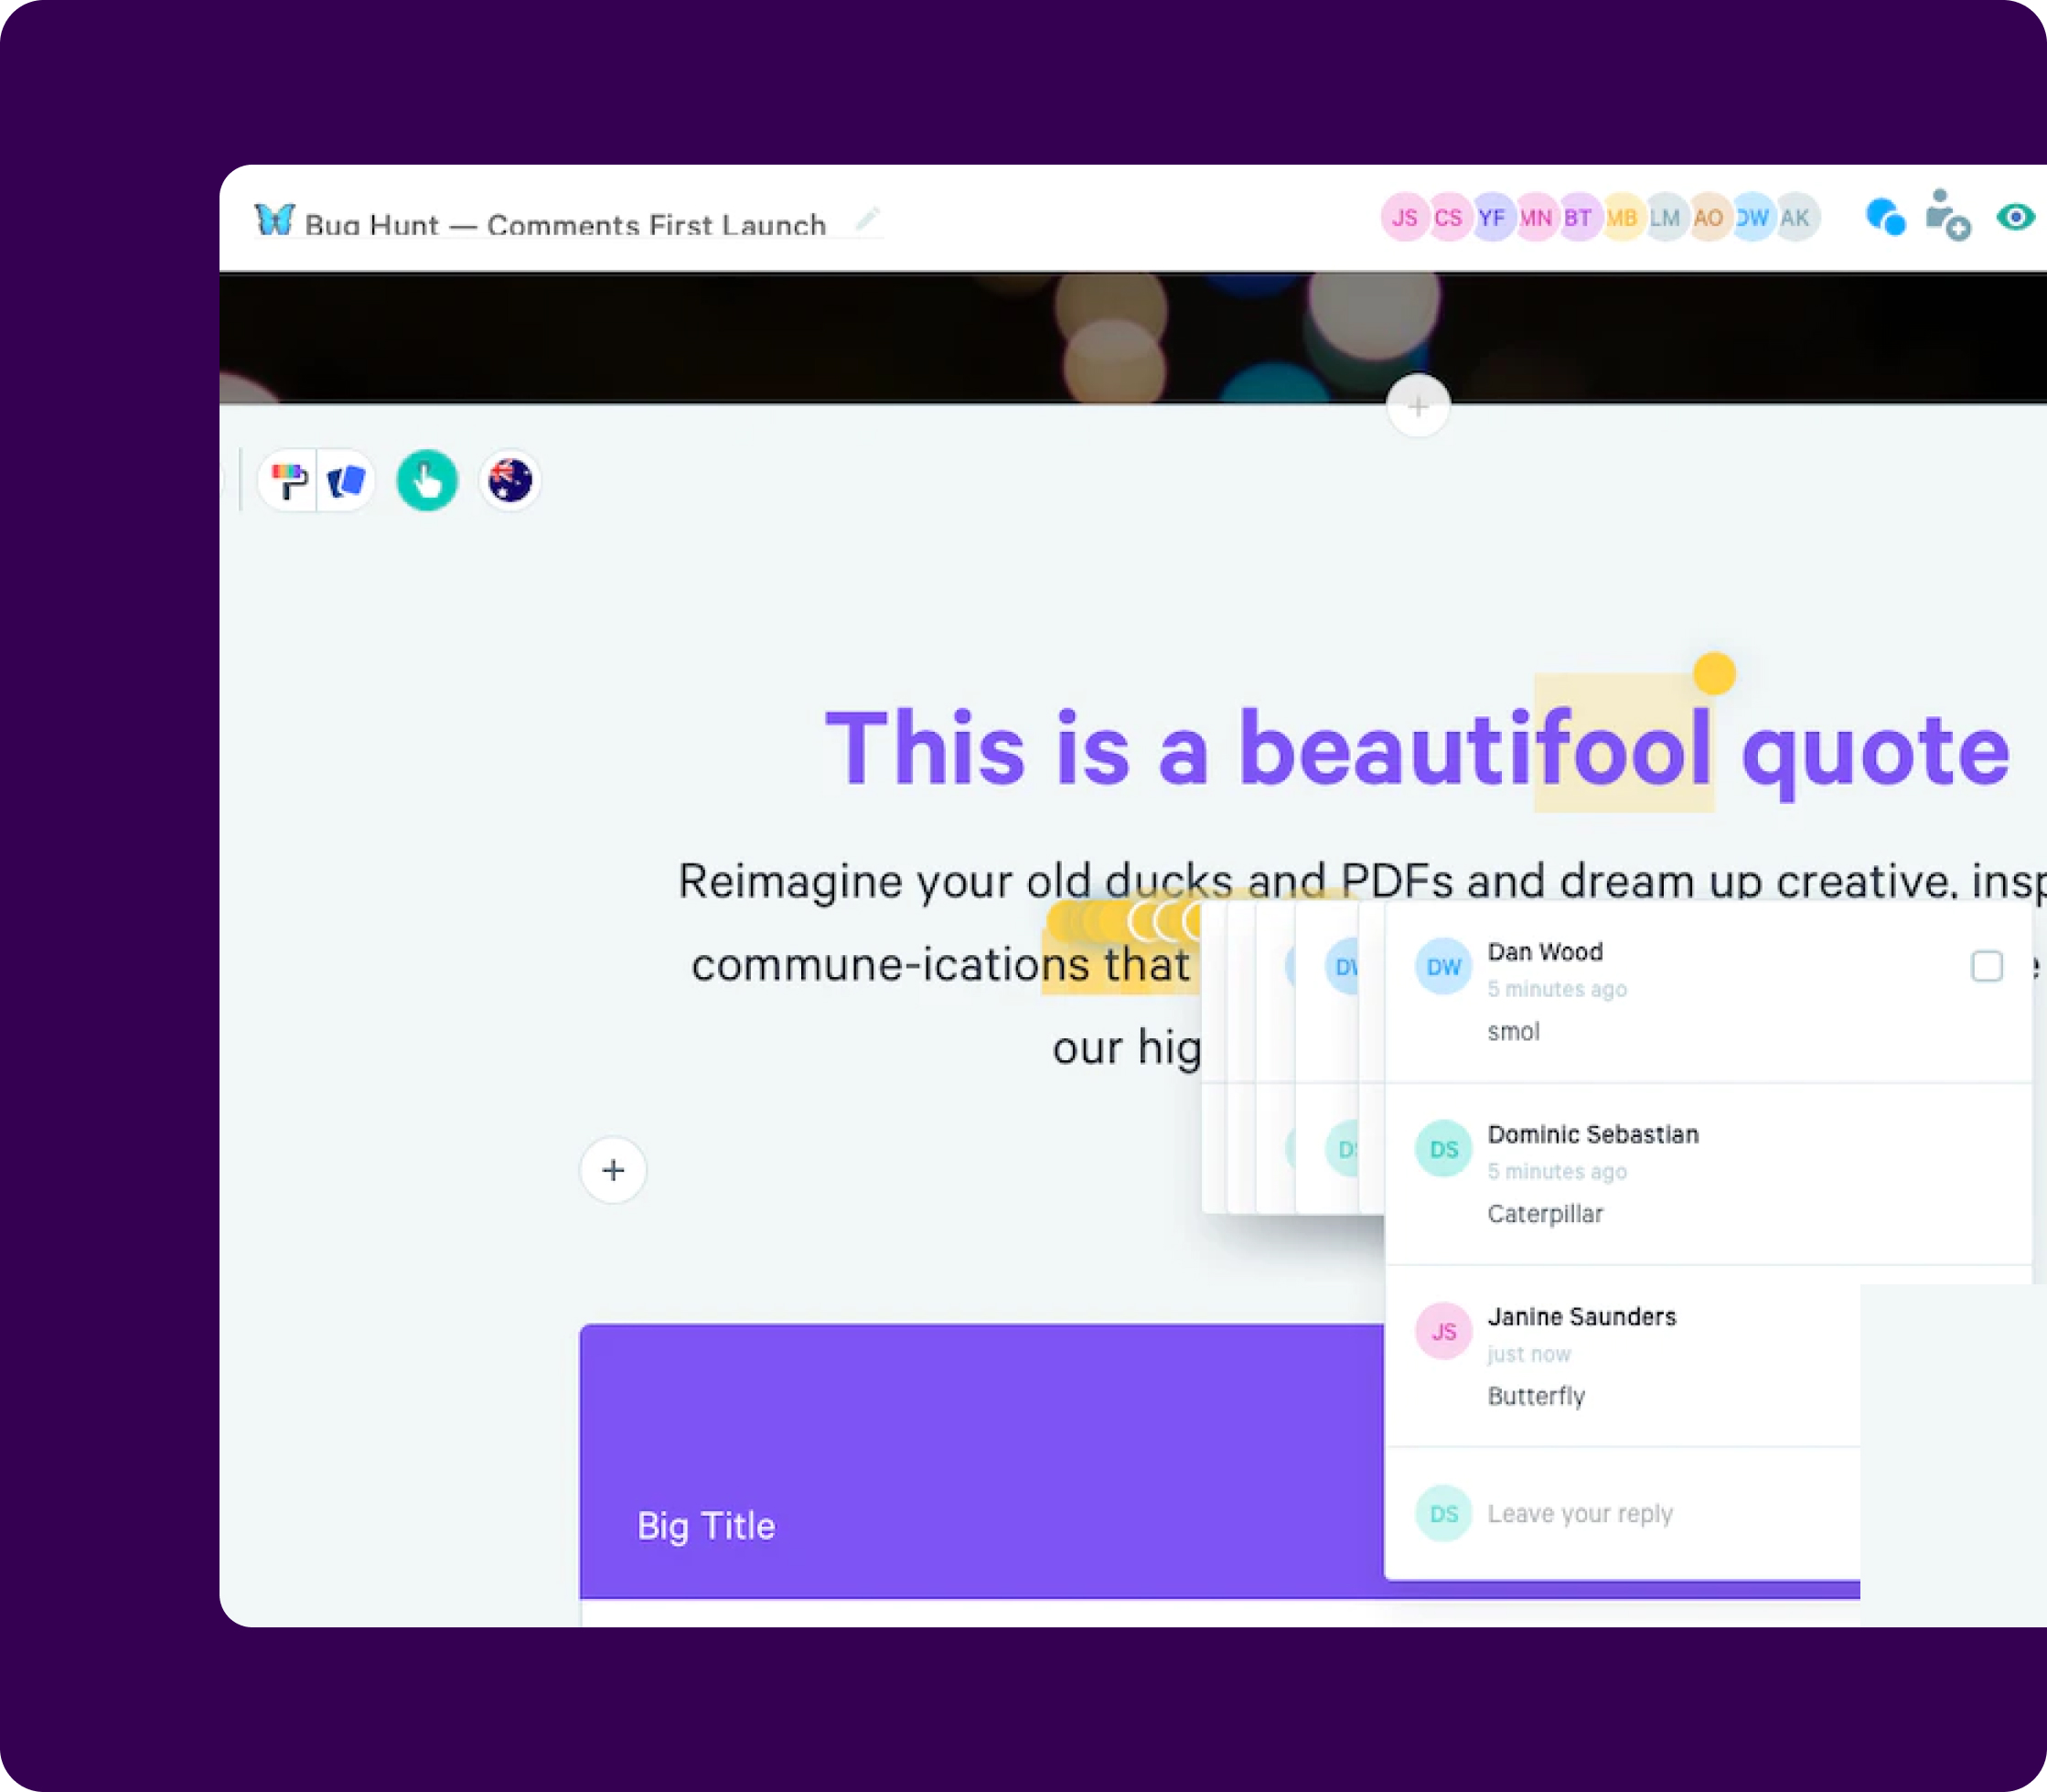 Bug Hunt — Comments First Launch
JS CS YF MN BT MB LM AO DW AK
This is a beautifool quote
Reimagine your old ducks and PDFs and dream up creative, insp
commune-ications that
our hig
DW Dan Wood
5 minutes ago
smol
DS Dominic Sebastian
5 minutes ago
Caterpillar
JS Janine Saunders
just now
Butterfly
DS Leave your reply
Big Title